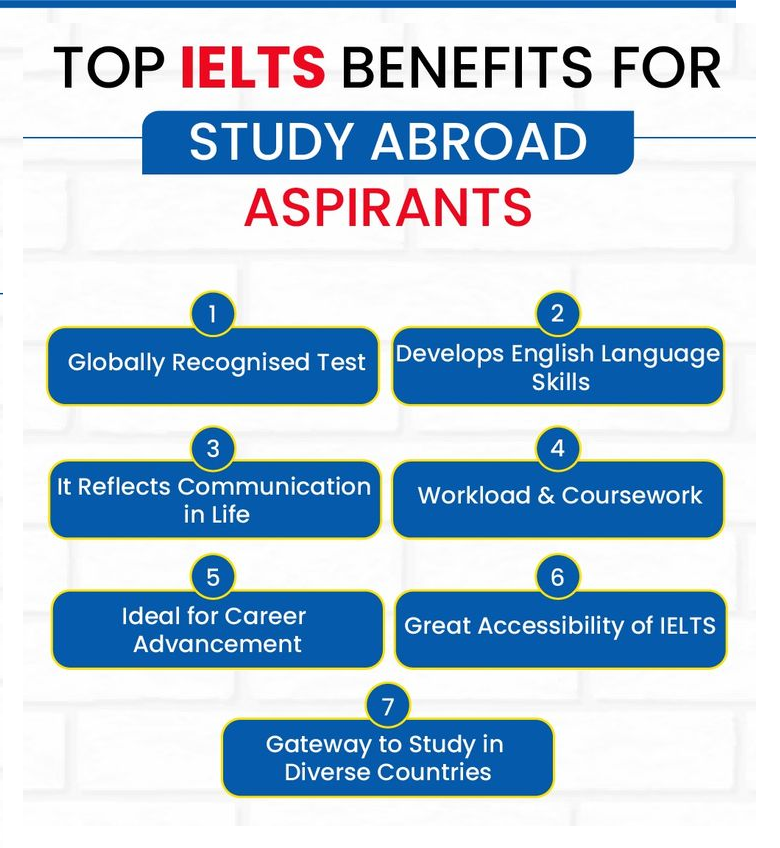 TOP IELTS BENEFITS FOR
STUDY ABROAD
ASPIRANTS
1
Globally Recognised Test
2
Develops English Language
Skills
3
It Reflects Communication
in Life
4
Workload & Coursework
5
Ideal for Career
Advancement
6
Great Accessibility of IELTS
7
Gateway to Study in
Diverse Countries